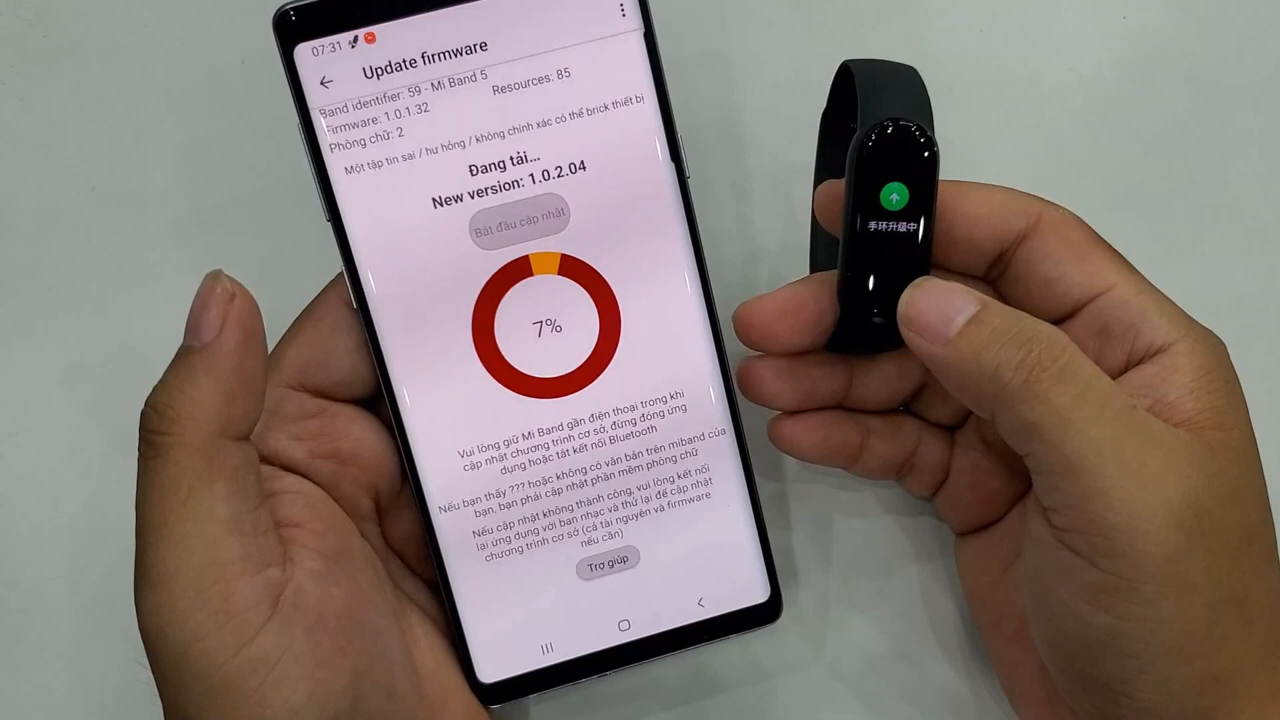 07:31
Update firmware
Band identifier: 59 - Mi Band 5
Resources: 85
Firmware: 1.0.1.32
Phông chữ: 2
Một tập tin sai / hư hỏng / không chính xác có thể brick thiết bị
Đang tải...
New version: 1.0.2.04
Bắt đầu cập nhật
7%
Vui lòng giữ Mi Band gần điện thoại trong khi
cập nhật chương trình cơ sở, đừng đóng ứng
dụng hoặc tắt kết nối Bluetooth
Nếu bạn thấy ??? hoặc không có văn bản trên miband của
bạn, bạn phải cập nhật phần mềm phông chữ
Nếu cập nhật không thành công, vui lòng kết nối
lại ứng dụng với ban nhạc và thử lại để cập nhật
chương trình cơ sở (cả tài nguyên và firmware
nếu cần)
Trợ giúp
手环升级中